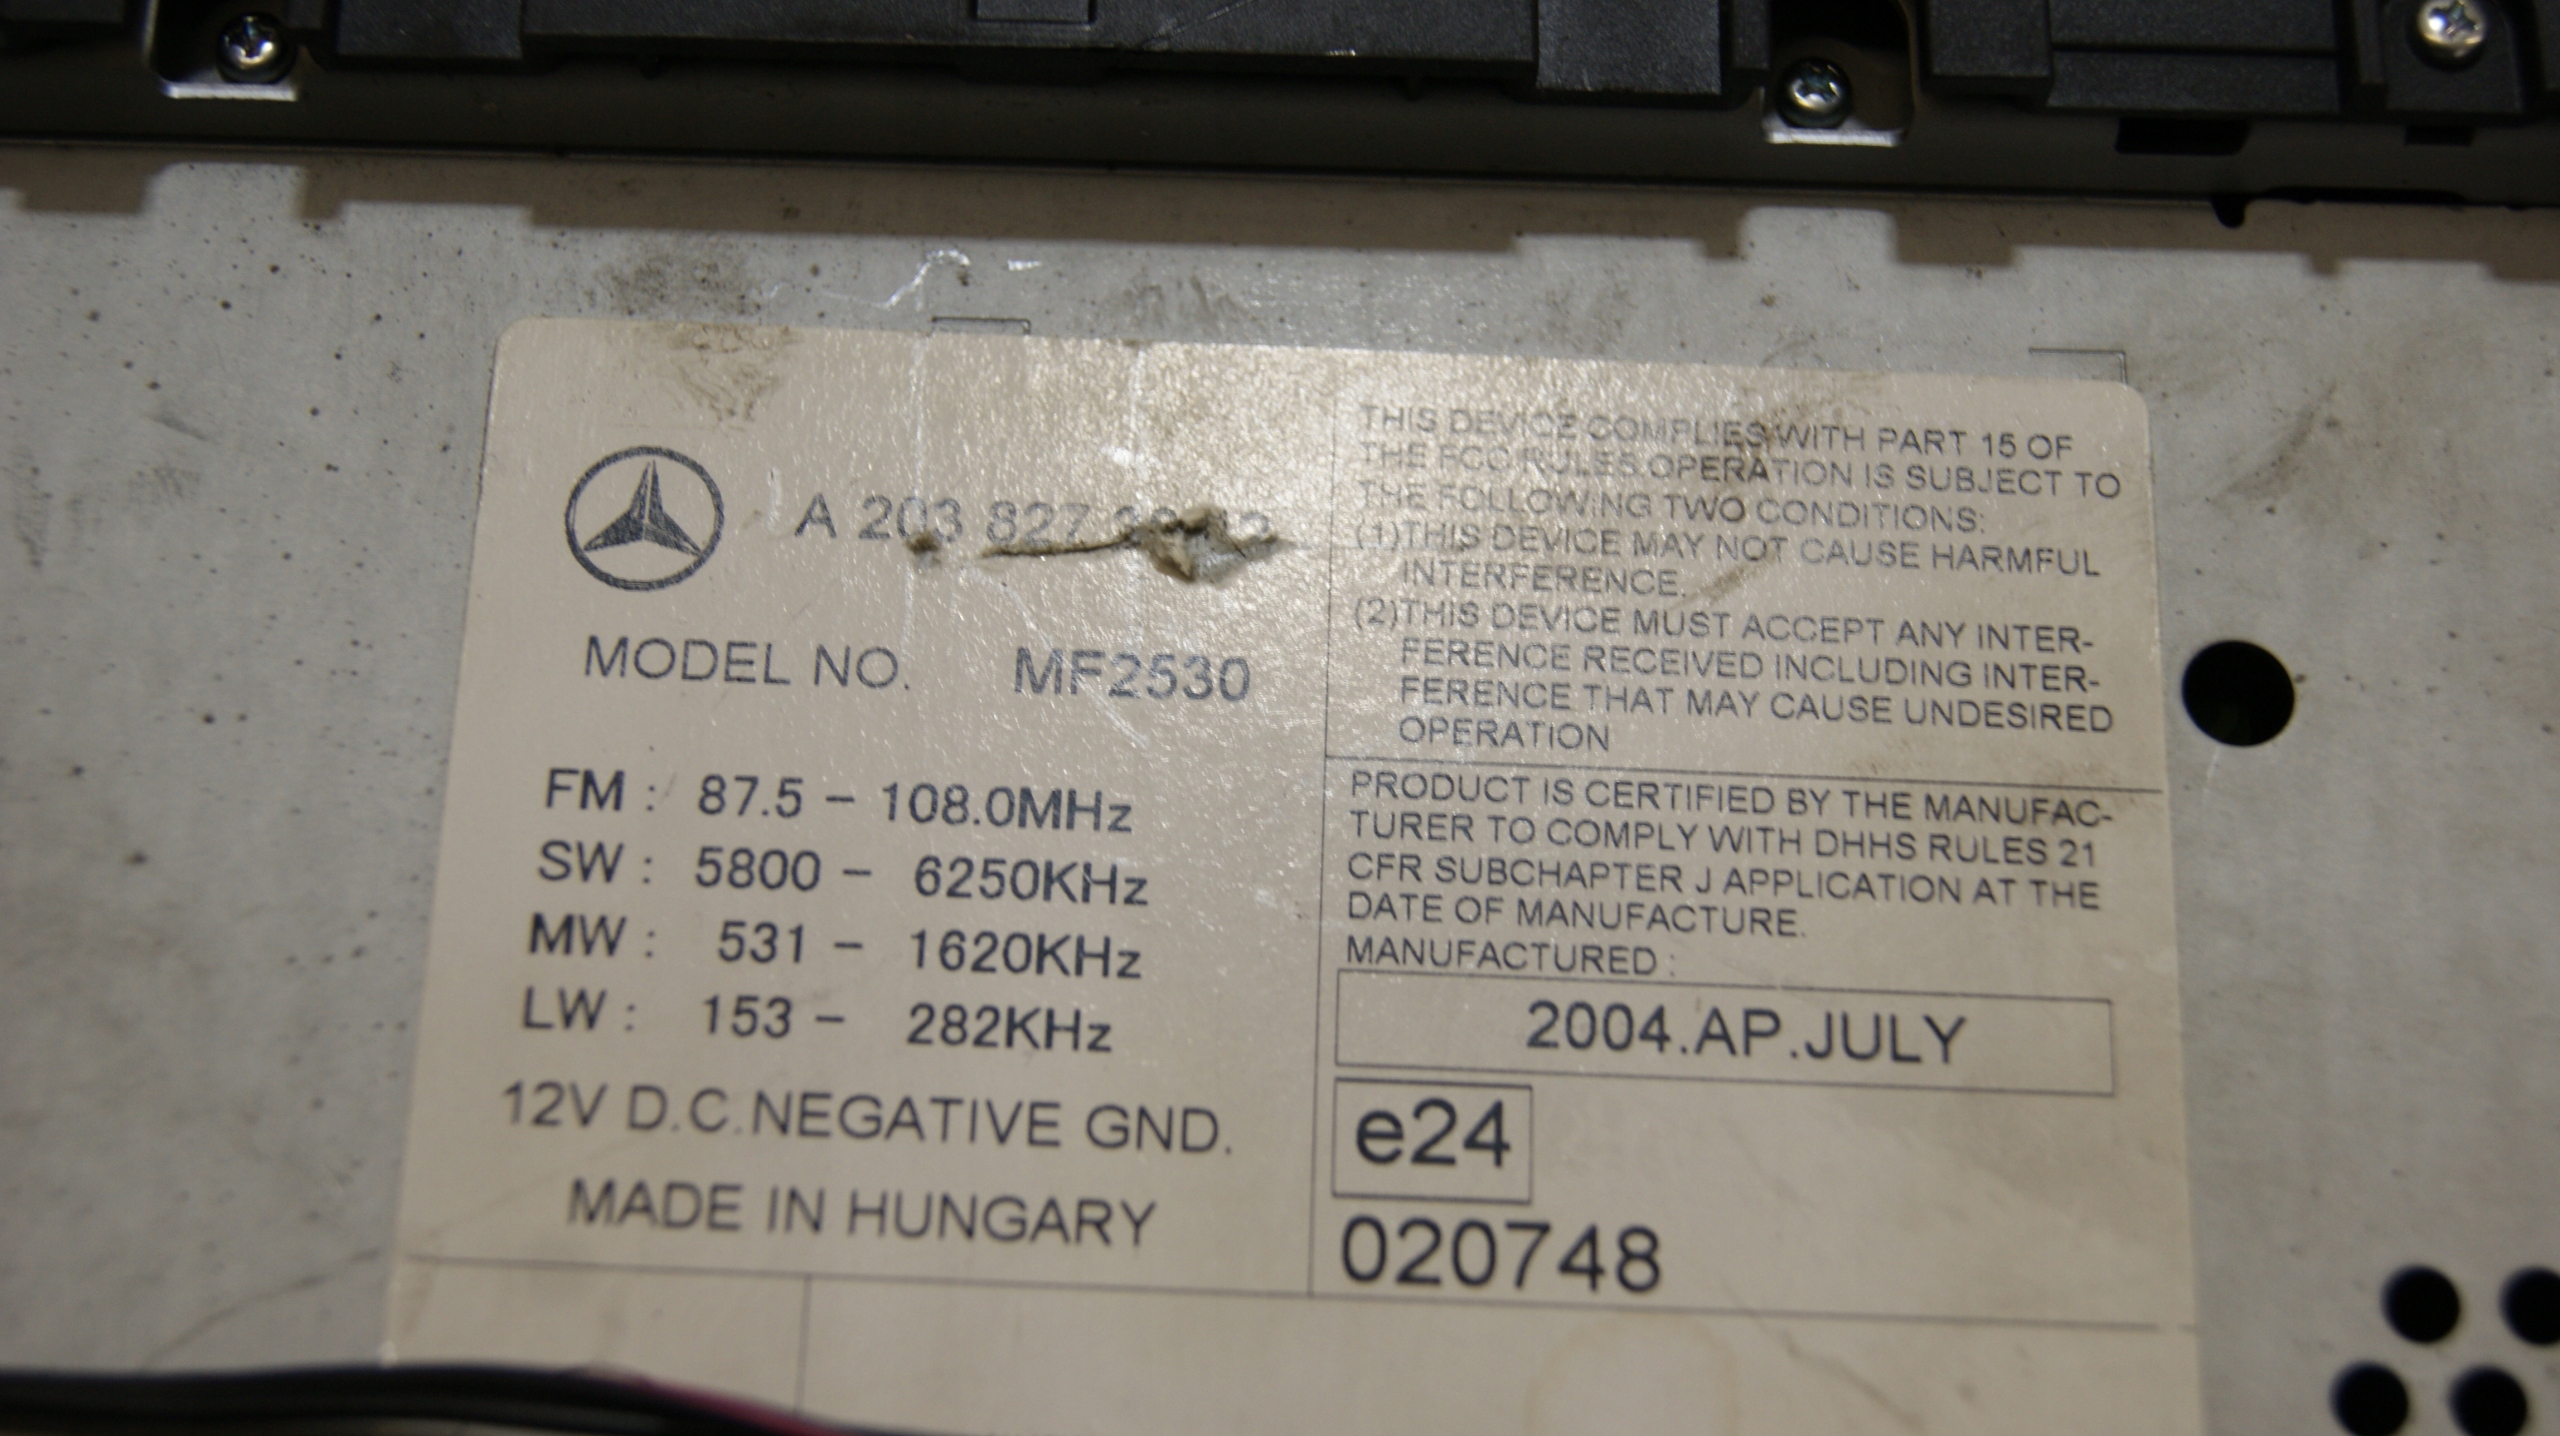 A 203 827
MODEL NO. MF2530
FM : 87.5 – 108.0MHz
SW : 5800 – 6250KHz
MW : 531 – 1620KHz
LW : 153 – 282KHz
12V D.C.NEGATIVE GND.
MADE IN HUNGARY
THIS DEVICE COMPLIES WITH PART 15 OF
THE FCC RULES.OPERATION IS SUBJECT TO
THE FOLLOWING TWO CONDITIONS:
(1)THIS DEVICE MAY NOT CAUSE HARMFUL
INTERFERENCE.
(2)THIS DEVICE MUST ACCEPT ANY INTER-
FERENCE RECEIVED INCLUDING INTER-
FERENCE THAT MAY CAUSE UNDESIRED
OPERATION
PRODUCT IS CERTIFIED BY THE MANUFAC-
TURER TO COMPLY WITH DHHS RULES 21
CFR SUBCHAPTER J APPLICATION AT THE
DATE OF MANUFACTURE.
MANUFACTURED :
2004.AP.JULY
e24
020748